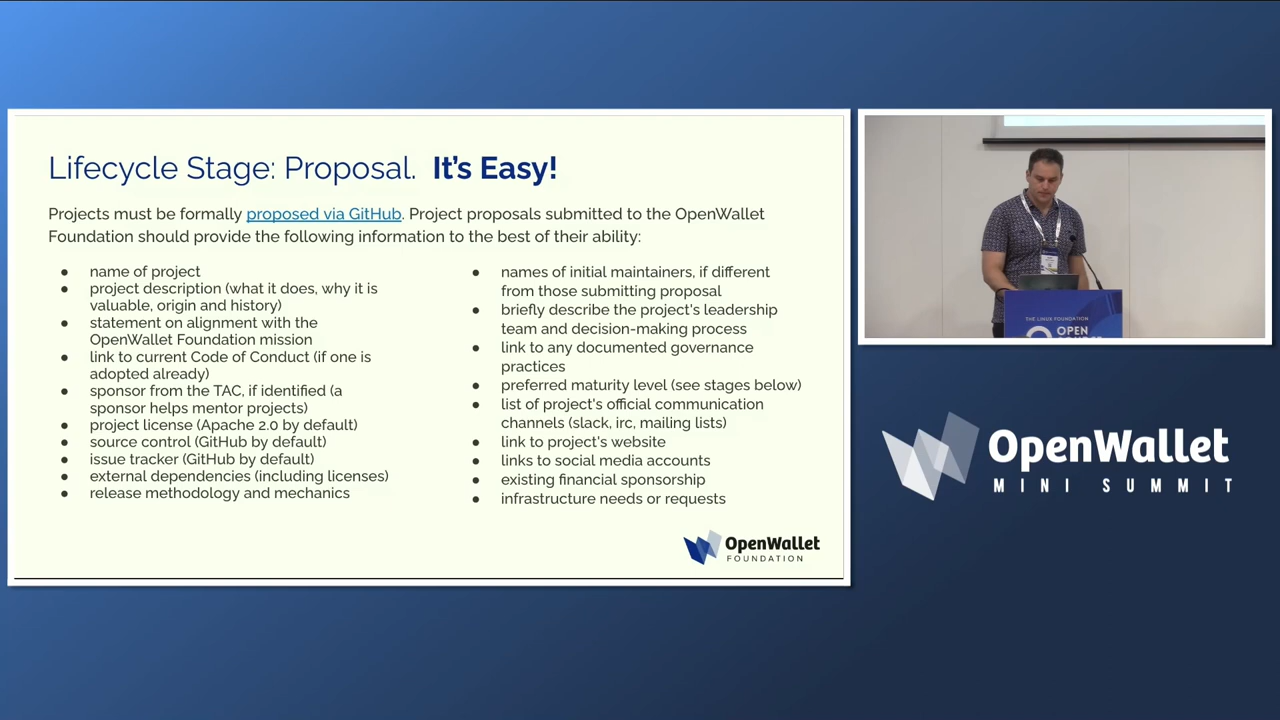 Lifecycle Stage: Proposal. It's Easy!
Projects must be formally proposed via GitHub. Project proposals submitted to the OpenWallet
Foundation should provide the following information to the best of their ability:
● name of project
● project description (what it does, why it is
valuable, origin and history)
● statement on alignment with the
OpenWallet Foundation mission
● link to current Code of Conduct (if one is
adopted already)
● sponsor from the TAC, if identified (a
sponsor helps mentor projects)
● project license (Apache 2.0 by default)
● source control (GitHub by default)
● issue tracker (GitHub by default)
● external dependencies (including licenses)
● release methodology and mechanics
● names of initial maintainers, if different
from those submitting proposal
● briefly describe the project's leadership
team and decision-making process
● link to any documented governance
practices
● preferred maturity level (see stages below)
● list of project's official communication
channels (slack, irc, mailing lists)
● link to project's website
● links to social media accounts
● existing financial sponsorship
● infrastructure needs or requests
OpenWallet
FOUNDATION
THE LINUX FOUNDATION
OPEN
OpenWallet
MINI SUMMIT